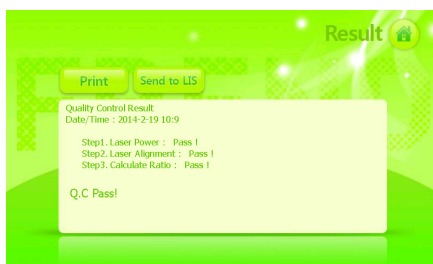 Result
Print
Send to LIS
Quality Control Result
Date/Time : 2014-2-19 10:9
Step1. Laser Power : Pass !
Step2. Laser Alignment : Pass !
Step3. Calculate Ratio : Pass !
Q.C Pass!